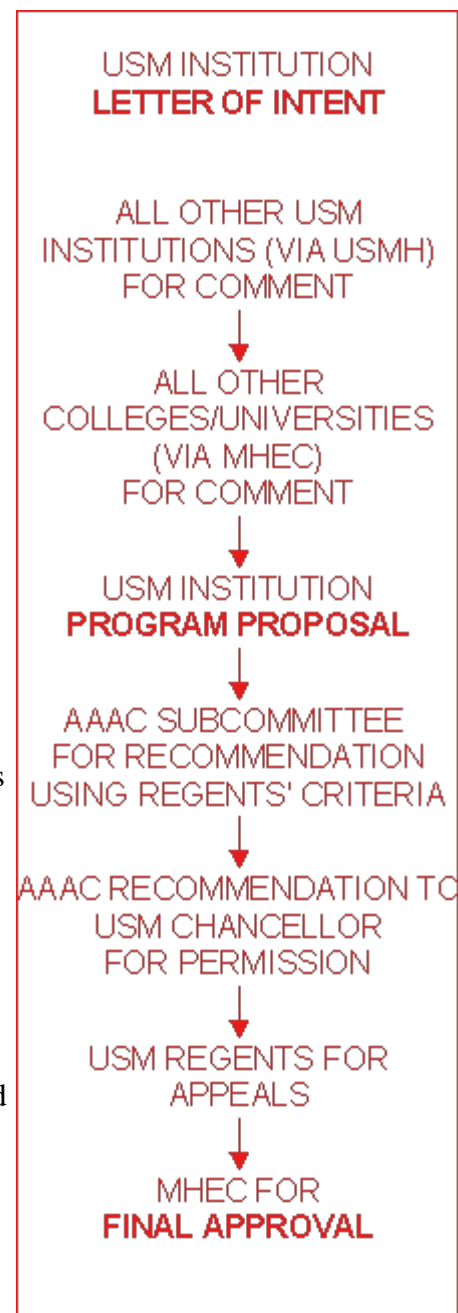 USM INSTITUTION
LETTER OF INTENT
ALL OTHER USM
INSTITUTIONS (VIA USMH)
FOR COMMENT
ALL OTHER
COLLEGES/UNIVERSITIES
(VIA MHEC)
FOR COMMENT
USM INSTITUTION
PROGRAM PROPOSAL
AAAC SUBCOMMITTEE
FOR RECOMMENDATION
s
USING REGENTS' CRITERIA
AAAC RECOMMENDATION TO
USM CHANCELLOR
FOR PERMISSION
USM REGENTS FOR
d
APPEALS
MHEC FOR
FINAL APPROVAL